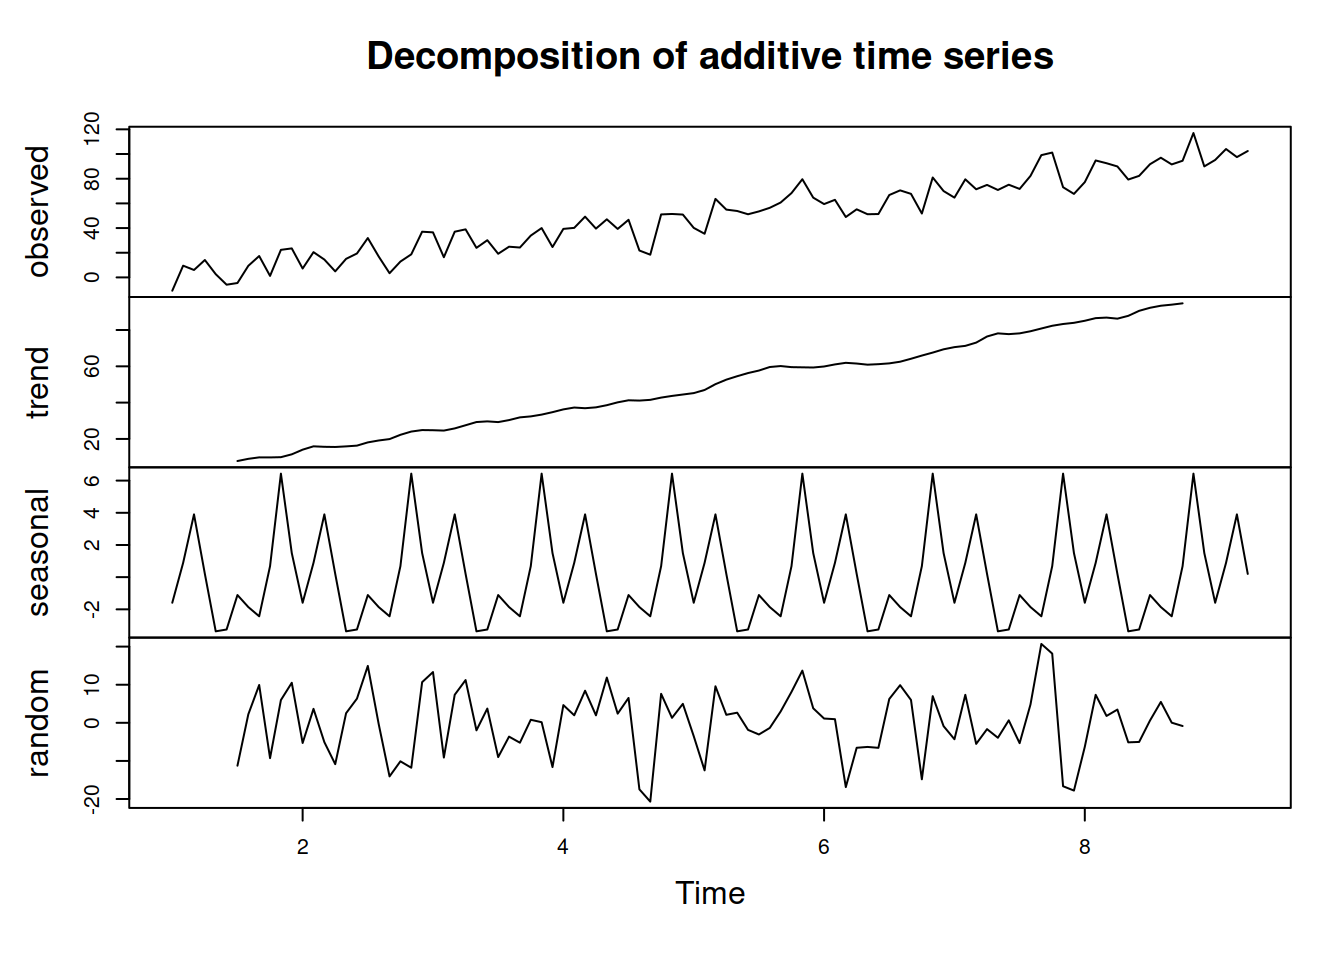 Decomposition of additive time series
observed
0 40 80 120
trend
20 60
seasonal
-2 2 4 6
random
-20 0 10
2 4 6 8
Time